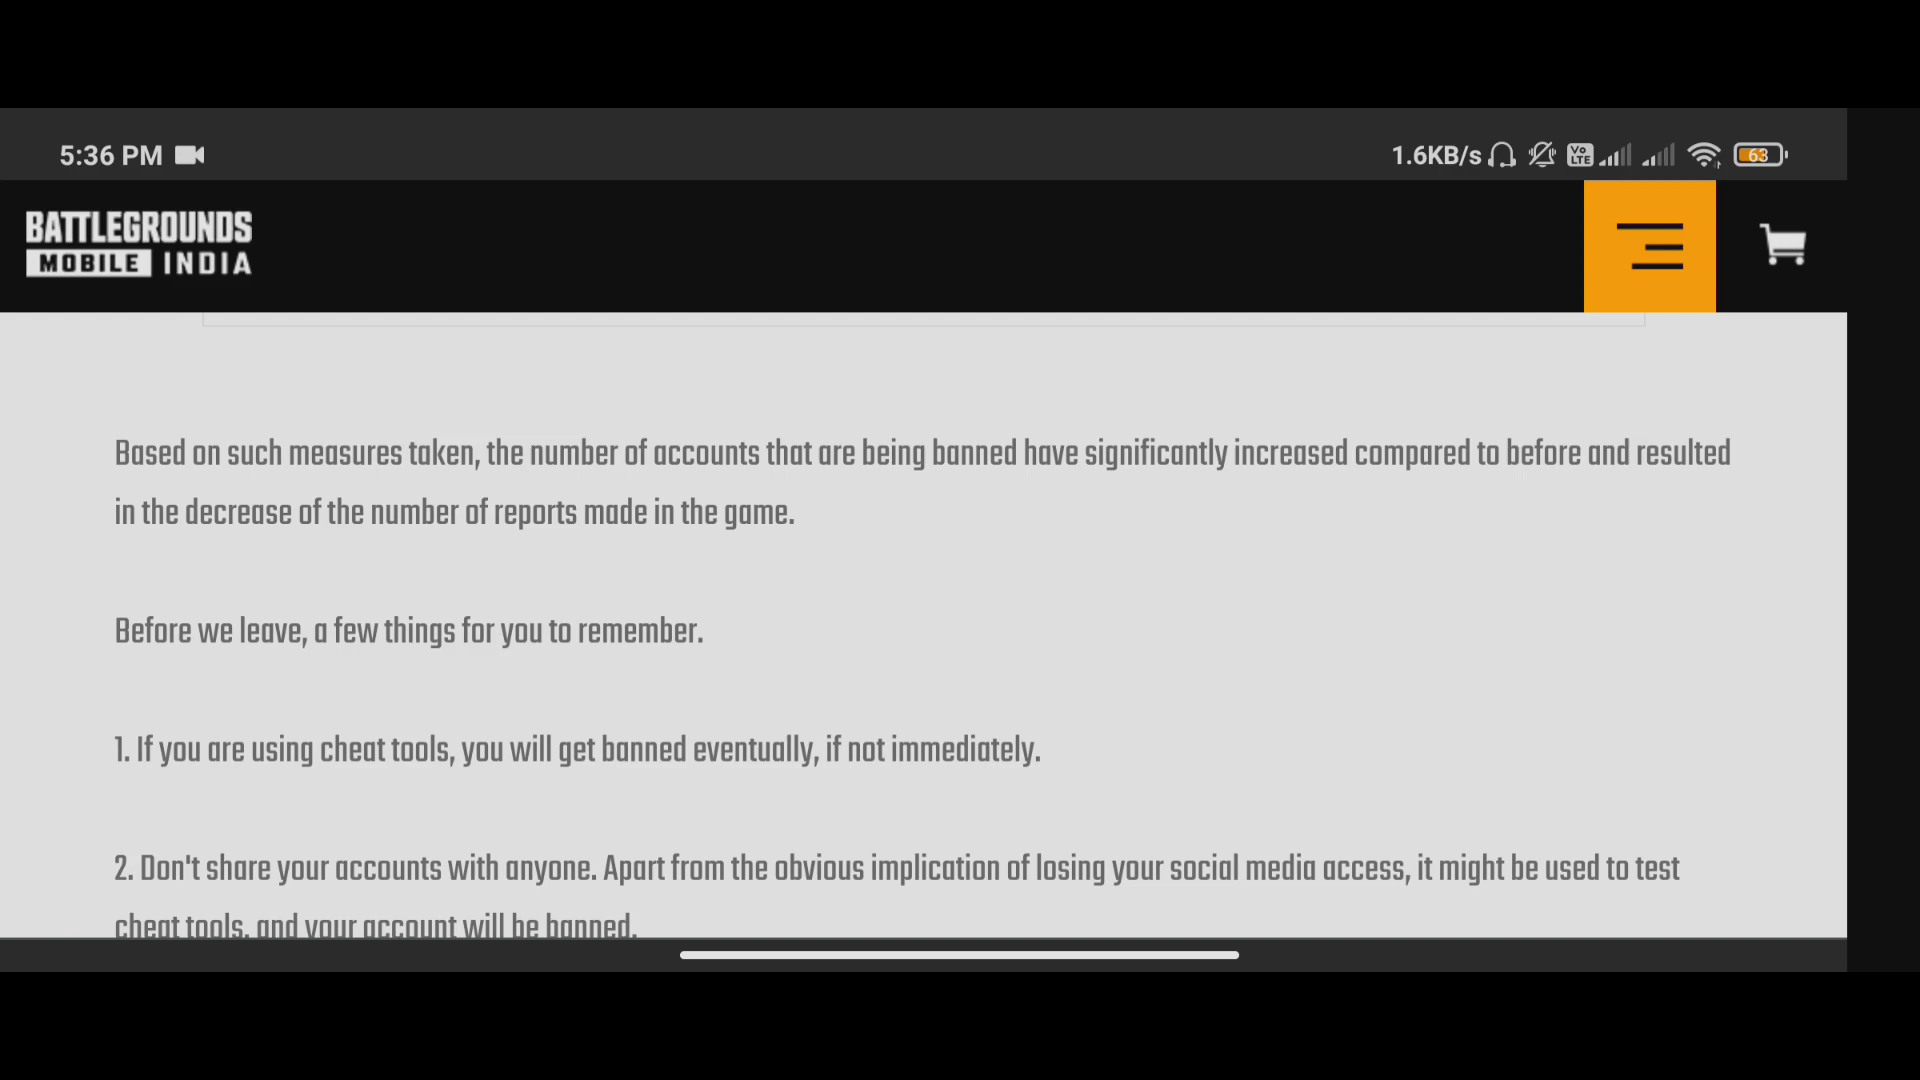 5:36 PM
1.6KB/s Vo LTE 63
BATTLEGROUNDS
MOBILE INDIA
Based on such measures taken, the number of accounts that are being banned have significantly increased compared to before and resulted
in the decrease of the number of reports made in the game.
Before we leave, a few things for you to remember.
1. If you are using cheat tools, you will get banned eventually, if not immediately.
2. Don't share your accounts with anyone. Apart from the obvious implication of losing your social media access, it might be used to test
cheat tools, and your account will be banned.